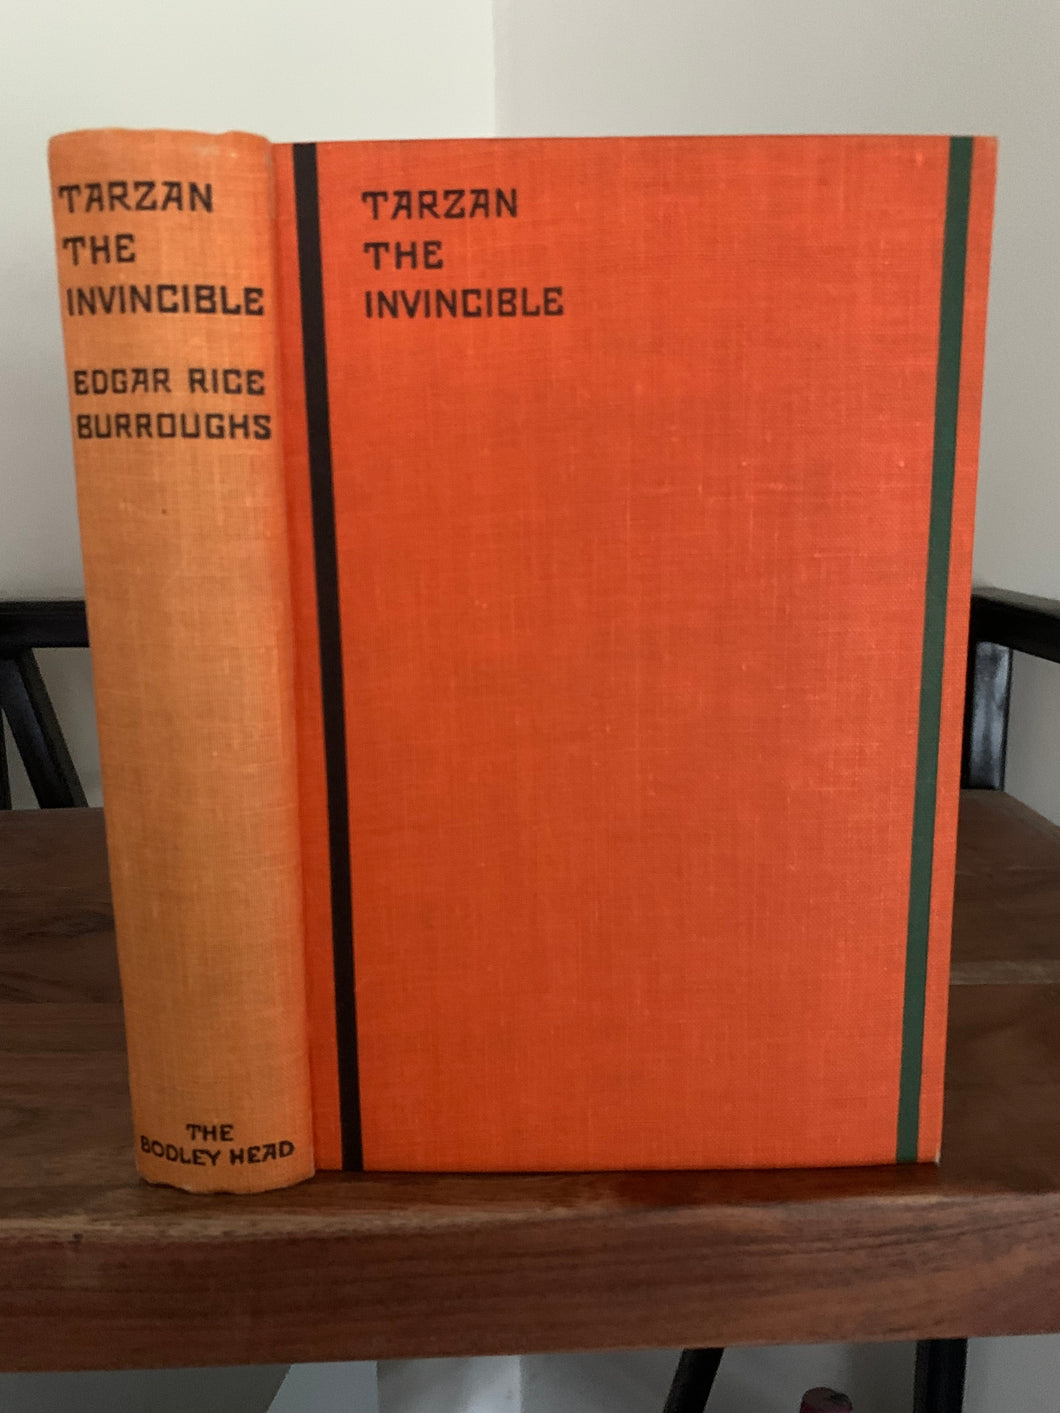 TARZAN
THE
INVINCIBLE
EDGAR RICE
BURROUGHS
THE
BODLEY HEAD
TARZAN
THE
INVINCIBLE